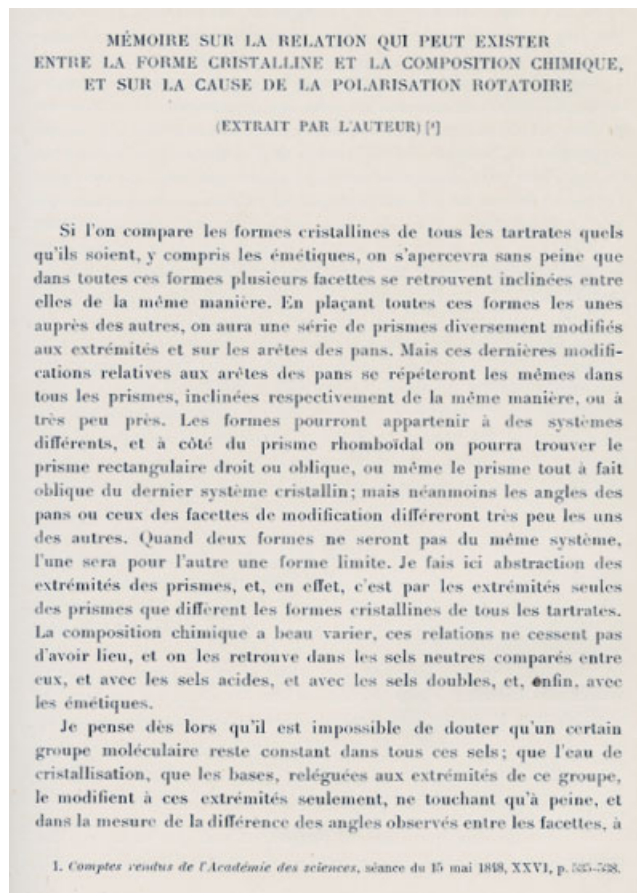 MÉMOIRE SUR LA RELATION QUI PEUT EXISTER
ENTRE LA FORME CRISTALLINE ET LA COMPOSITION CHIMIQUE,
ET SUR LA CAUSE DE LA POLARISATION ROTATOIRE
(EXTRAIT PAR L'AUTEUR) [¹]
Si l'on compare les formes cristallines de tous les tartrates quels
qu'ils soient, y compris les émétiques, on s'apercevra sans peine que
dans toutes ces formes plusieurs facettes se retrouvent inclinées entre
elles de la même manière. En plaçant toutes ces formes les unes
auprès des autres, on aura une série de prismes diversement modifiés
aux extrémités et sur les arêtes des pans. Mais ces dernières modifi-
cations relatives aux arêtes des pans se répéteront les mêmes dans
tous les prismes, inclinées respectivement de la même manière, ou à
très peu près. Les formes pourront appartenir à des systèmes
différents, et à côté du prisme rhomboïdal on pourra trouver le
prisme rectangulaire droit ou oblique, ou même le prisme tout à fait
oblique du dernier système cristallin; mais néanmoins les angles des
pans ou ceux des facettes de modification différeront très peu les uns
des autres. Quand deux formes ne seront pas du même système,
l'une sera pour l'autre une forme limite. Je fais ici abstraction des
extrémités des prismes, et, en effet, c'est par les extrémités seules
des prismes que diffèrent les formes cristallines de tous les tartrates.
La composition chimique a beau varier, ces relations ne cessent pas
d'avoir lieu, et on les retrouve dans les sels neutres comparés entre
eux, et avec les sels acides, et avec les sels doubles, et, enfin, avec
les émétiques.
Je pense dès lors qu'il est impossible de douter qu'un certain
groupe moléculaire reste constant dans tous ces sels; que l'eau de
cristallisation, que les bases, reléguées aux extrémités de ce groupe,
le modifient à ces extrémités seulement, ne touchant qu'à peine, et
dans la mesure de la différence des angles observés entre les facettes, à
1. Comptes rendus de l'Académie des sciences, séance du 15 mai 1848, XXVI, p. 535-538.